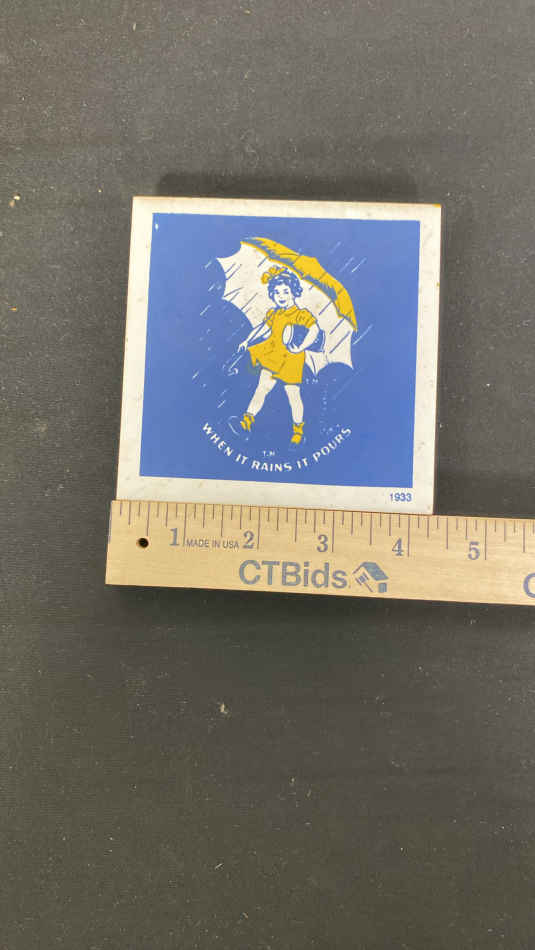 T.M
WHEN IT RAINS IT POURS
T.M
1933
1 MADE IN USA 2 3 4 5
CTBids